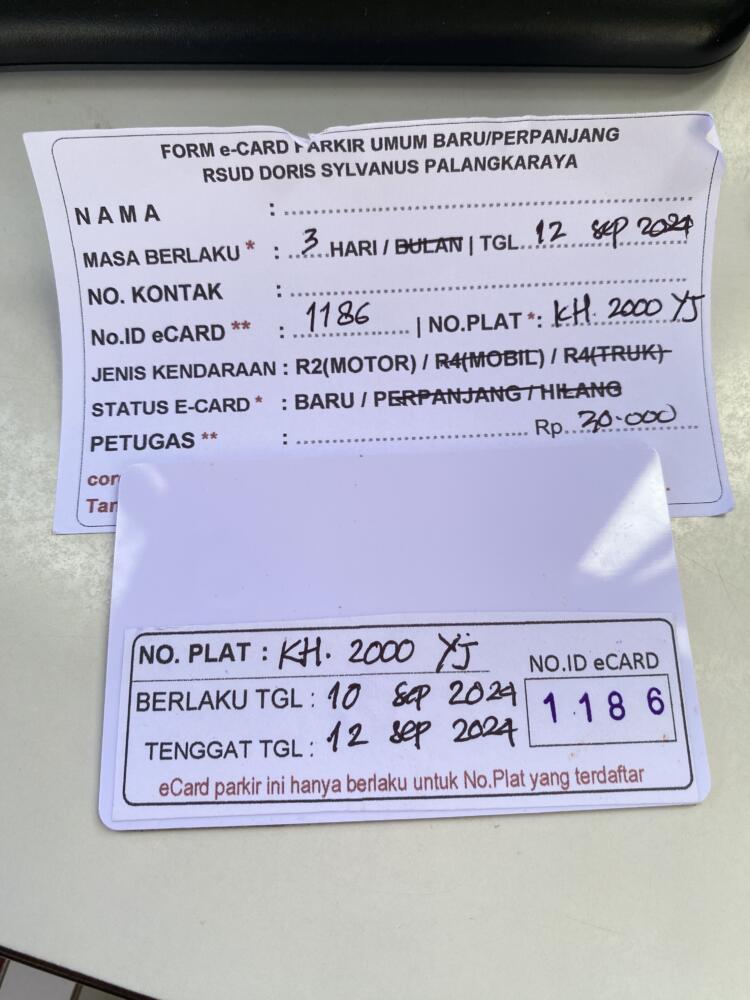 FORM e-CARD PARKIR UMUM BARU/PERPANJANG
RSUD DORIS SYLVANUS PALANGKARAYA
NAMA : 
MASA BERLAKU * : 3 HARI / BULAN | TGL. 12 Sep 2024
NO. KONTAK : 
No.ID eCARD ** : 1186 | NO.PLAT *: KH. 2000 YJ
JENIS KENDARAAN : R2(MOTOR) / R4(MOBIL) / R4(TRUK)
STATUS E-CARD * : BARU / PERPANJANG / HILANG
PETUGAS ** : Rp. 30.000
NO. PLAT : KH. 2000 YJ
NO.ID eCARD
BERLAKU TGL : 10 Sep 2024
1186
TENGGAT TGL : 12 Sep 2024
eCard parkir ini hanya berlaku untuk No.Plat yang terdaftar